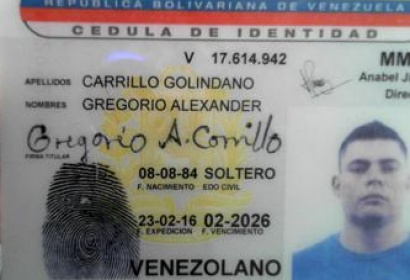 REPÚBLICA BOLIVARIANA DE VENEZUELA
CEDULA DE IDENTIDAD
V 17.614.942
MM
Anabel J
Direc
APELLIDOS CARRILLO GOLINDANO
NOMBRES GREGORIO ALEXANDER
Gregorio A. Carrillo
FIRMA TITULAR
08-08-84 SOLTERO
F. NACIMIENTO EDO CIVIL
23-02-16 02-2026
F. EXPEDICION F. VENCIMIENTO
VENEZOLANO